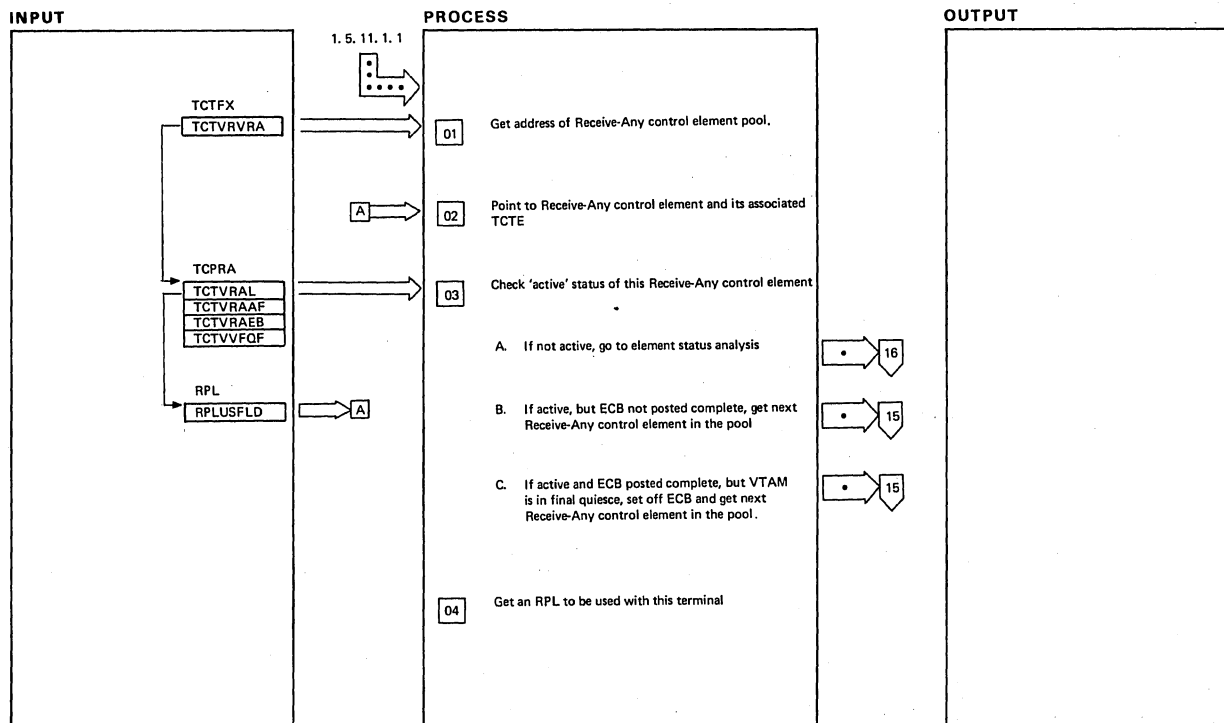 INPUT
PROCESS
OUTPUT
1. 5. 11. 1. 1
TCTFX
TCTVRVRA
01
Get address of Receive-Any control element pool.
A
02
Point to Receive-Any control element and its associated
TCTE
TCPRA
TCTVRAL
TCTVRAAF
TCTVRAEB
TCTVVFQF
03
Check 'active' status of this Receive-Any control element
A. If not active, go to element status analysis
16
RPL
RPLUSFLD
A
B. If active, but ECB not posted complete, get next
Receive-Any control element in the pool
15
C. If active and ECB posted complete, but VTAM
is in final quiesce, set off ECB and get next
Receive-Any control element in the pool.
15
04
Get an RPL to be used with this terminal